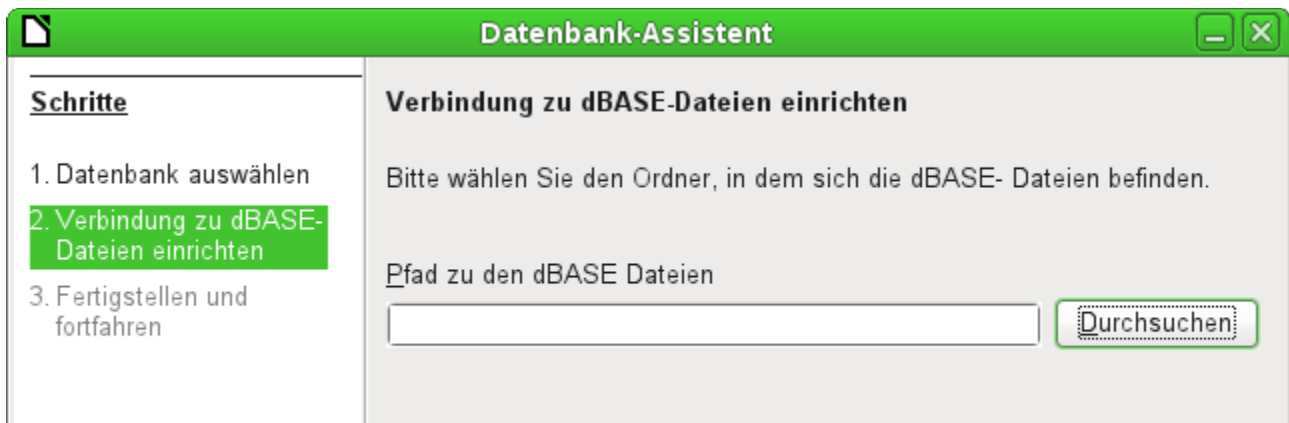 Datenbank-Assistent
Schritte
1. Datenbank auswählen
2. Verbindung zu dBASE-
Dateien einrichten
3. Fertigstellen und
fortfahren
Verbindung zu dBASE-Dateien einrichten
Bitte wählen Sie den Ordner, in dem sich die dBASE- Dateien befinden.
Pfad zu den dBASE Dateien
Durchsuchen